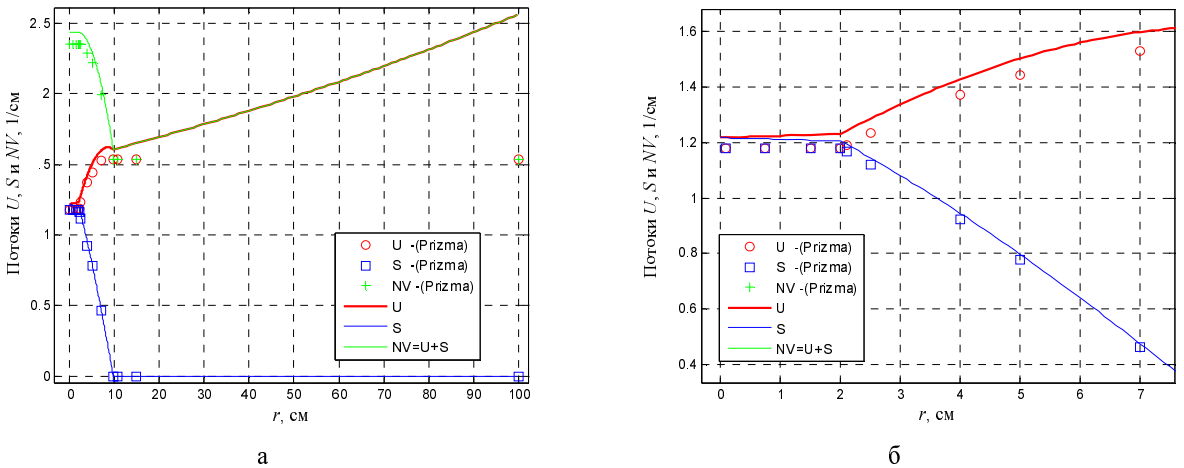 Потоки U, S и NV, 1/см
2.5
2
.5
1
0.5
0
0 10 20 30 40 50 60 70 80 90 100
r, см
U -(Prizma)
S -(Prizma)
NV -(Prizma)
U
S
NV=U+S
а
Потоки U, S и NV, 1/см
1.6
1.4
1.2
1
0.8
0.6
0.4
0 1 2 3 4 5 6 7
r, см
U -(Prizma)
S -(Prizma)
NV -(Prizma)
U
S
NV=U+S
б